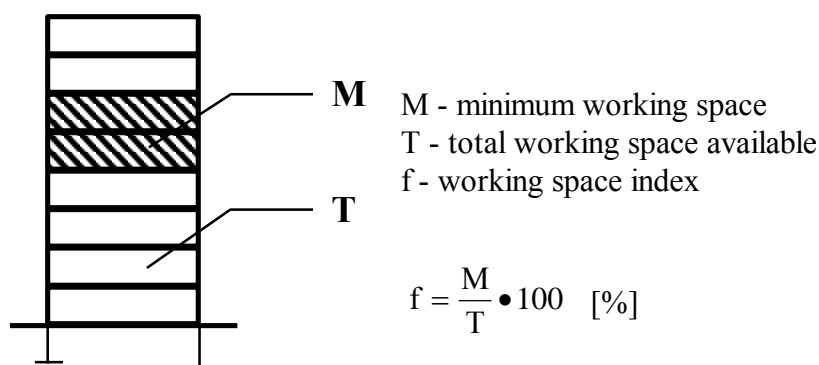 M
M - minimum working space
T - total working space available
f - working space index
T
f = M/T • 100 [%]